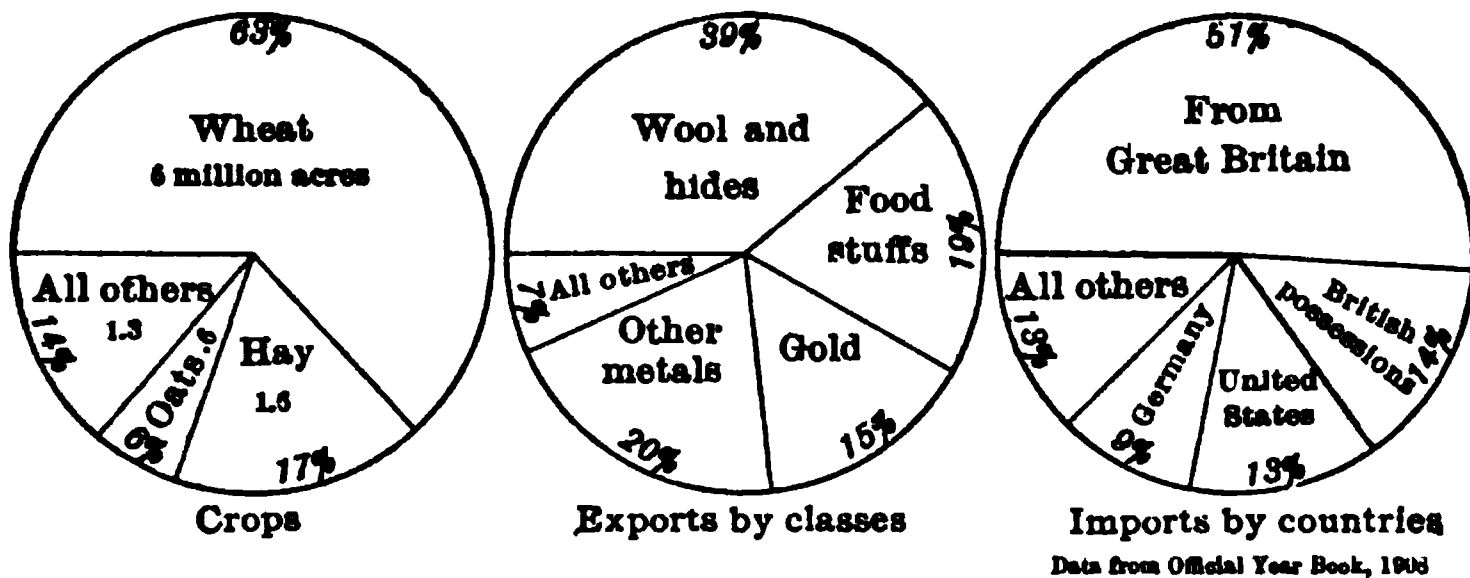 63%
Wheat
6 million acres
All others
1.3
14%
Oats .6
6%
Hay
1.6
17%
Crops
39%
Wool and
hides
Food
stuffs
19%
All others
7%
Other
metals
20%
Gold
15%
Exports by classes
51%
From
Great Britain
All others
13%
Germany
9%
United
States
13%
British
possessions
14%
Imports by countries
Data from Official Year Book,